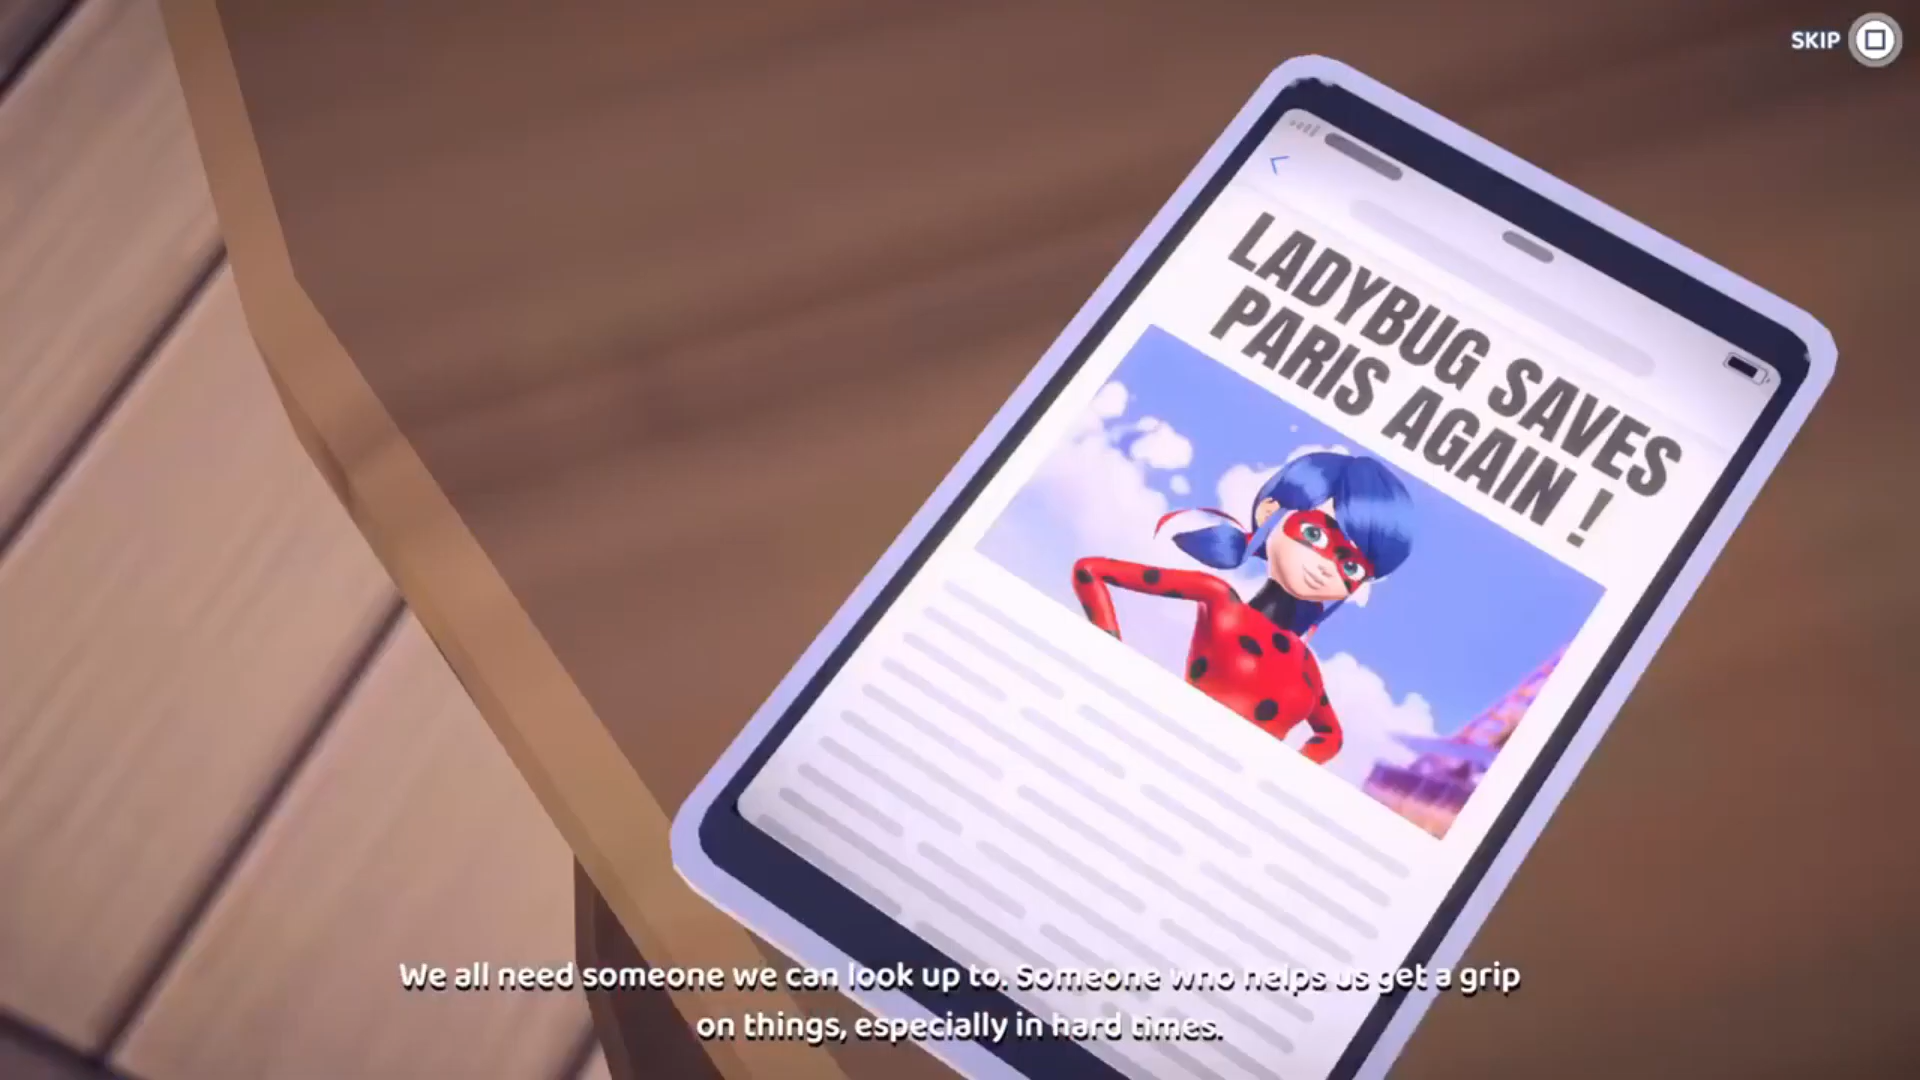 SKIP
LADYBUG SAVES
PARIS AGAIN !
We all need someone we can look up to. Someone who helps us get a grip
on things, especially in hard times.